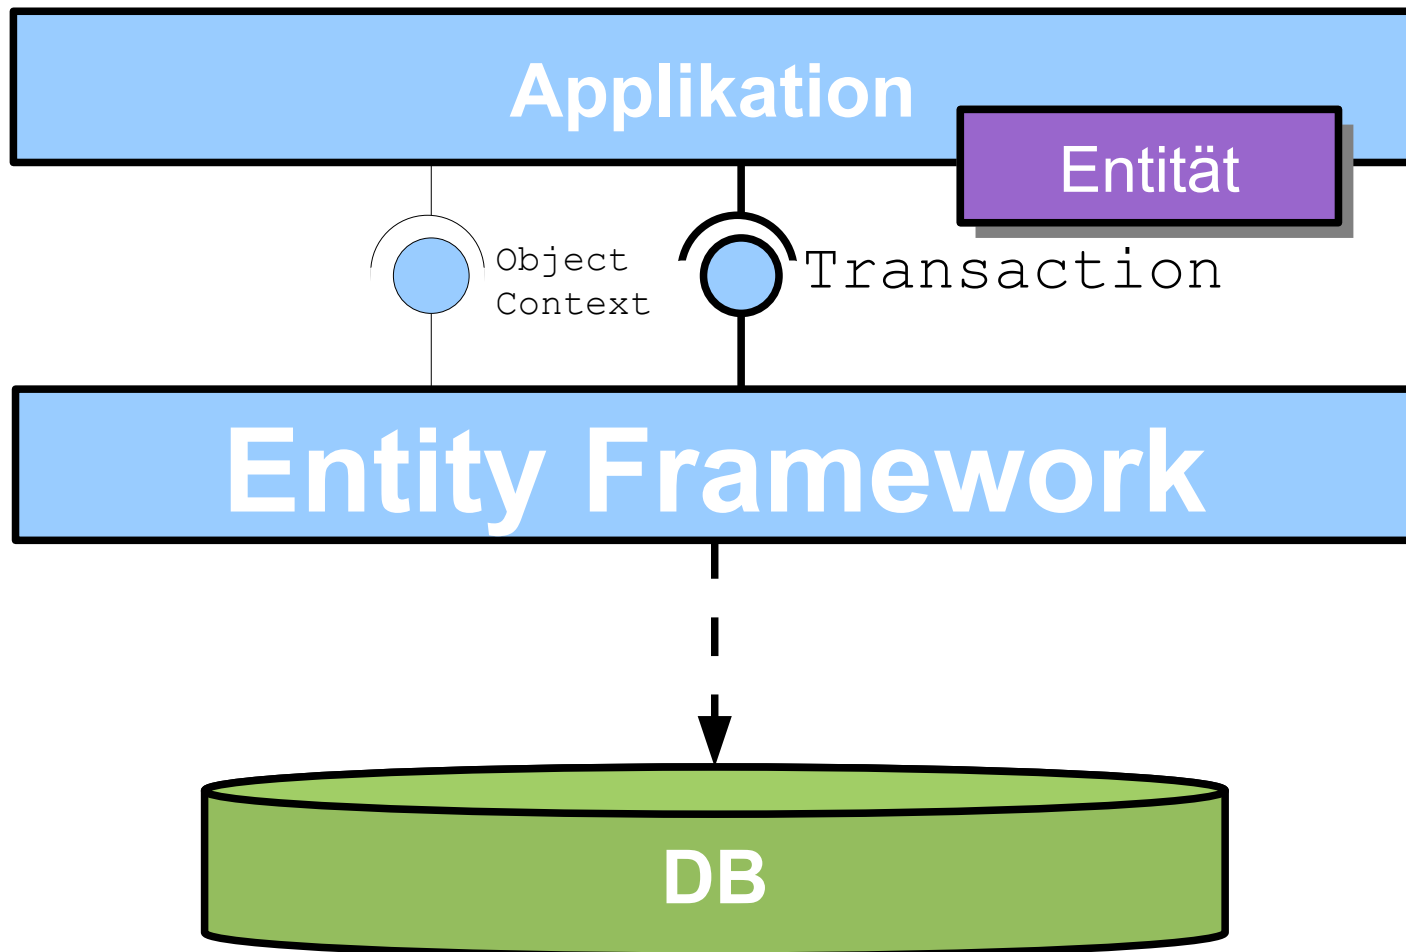 Applikation
Entität
Object
Context
Transaction
Entity Framework
DB